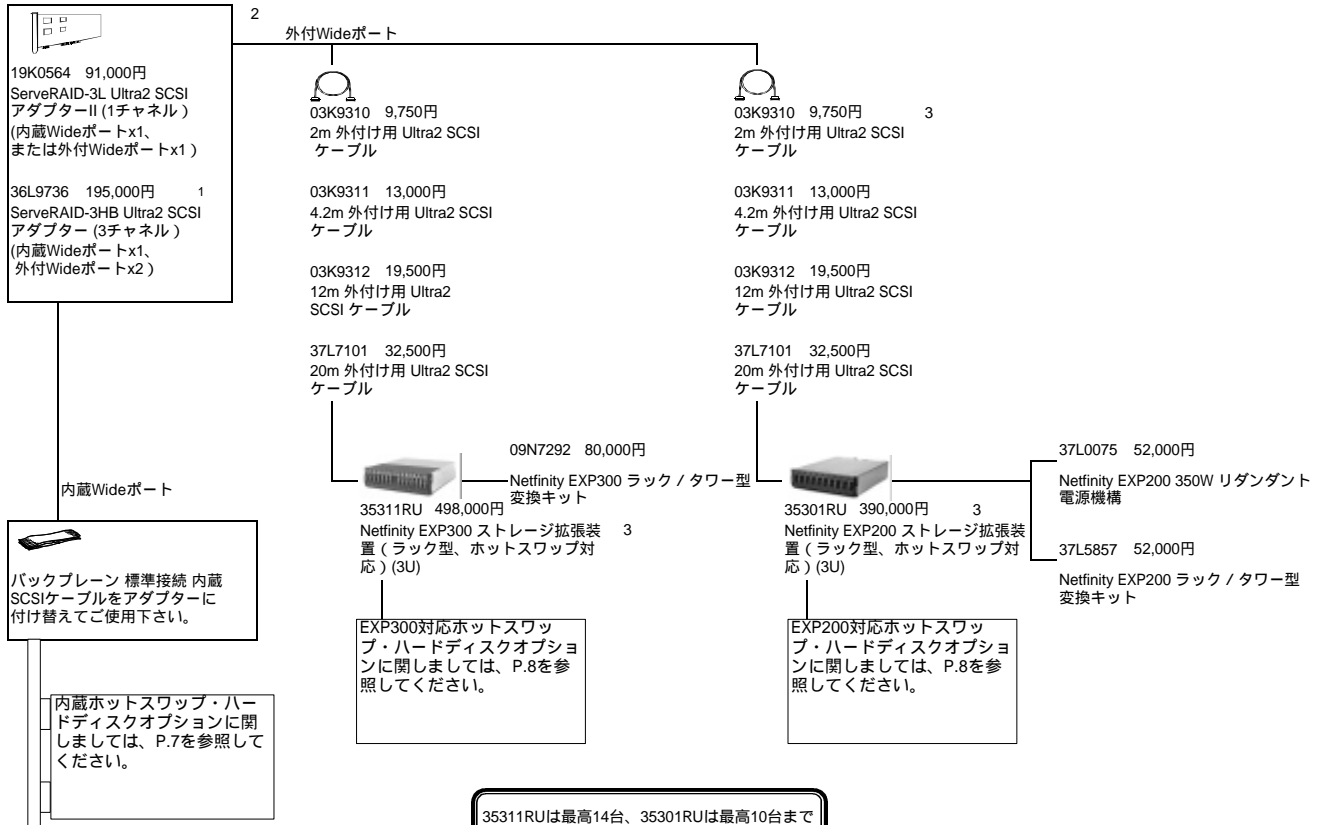 2
外付Wideポート
19K0564 91,000円
ServeRAID-3L Ultra2 SCSI
アダプターII (1チャネル )
(内蔵Wideポートx1、
または外付Wideポートx1 )
36L9736 195,000円 1
ServeRAID-3HB Ultra2 SCSI
アダプター (3チャネル )
(内蔵Wideポートx1、
外付Wideポートx2 )
03K9310 9,750円
2m 外付け用 Ultra2 SCSI
ケーブル
03K9311 13,000円
4.2m 外付け用 Ultra2 SCSI
ケーブル
03K9312 19,500円
12m 外付け用 Ultra2
SCSI ケーブル
37L7101 32,500円
20m 外付け用 Ultra2 SCSI
ケーブル
03K9310 9,750円 3
2m 外付け用 Ultra2 SCSI
ケーブル
03K9311 13,000円
4.2m 外付け用 Ultra2 SCSI
ケーブル
03K9312 19,500円
12m 外付け用 Ultra2 SCSI
ケーブル
37L7101 32,500円
20m 外付け用 Ultra2 SCSI
ケーブル
09N7292 80,000円
Netfinity EXP300 ラック / タワー型
変換キット
35311RU 498,000円
Netfinity EXP300 ストレージ拡張装 3
置 ( ラック型、ホットスワップ対
応 ) (3U)
35301RU 390,000円 3
Netfinity EXP200 ストレージ拡張装
置 ( ラック型、ホットスワップ対
応 ) (3U)
37L0075 52,000円
Netfinity EXP200 350W リダンダント
電源機構
37L5857 52,000円
Netfinity EXP200 ラック / タワー型
変換キット
内蔵Wideポート
バックプレーン 標準接続 内蔵
SCSIケーブルをアダプターに
付け替えてご使用下さい。
EXP300対応ホットスワッ
プ・ハードディスクオプショ
ンに関しましては、P.8を参
照してください。
EXP200対応ホットスワッ
プ・ハードディスクオプショ
ンに関しましては、P.8を参
照してください。
内蔵ホットスワップ・ハー
ドディスクオプションに関
しましては、P.7を参照して
ください。
35311RUは最高14台、35301RUは最高10台まで